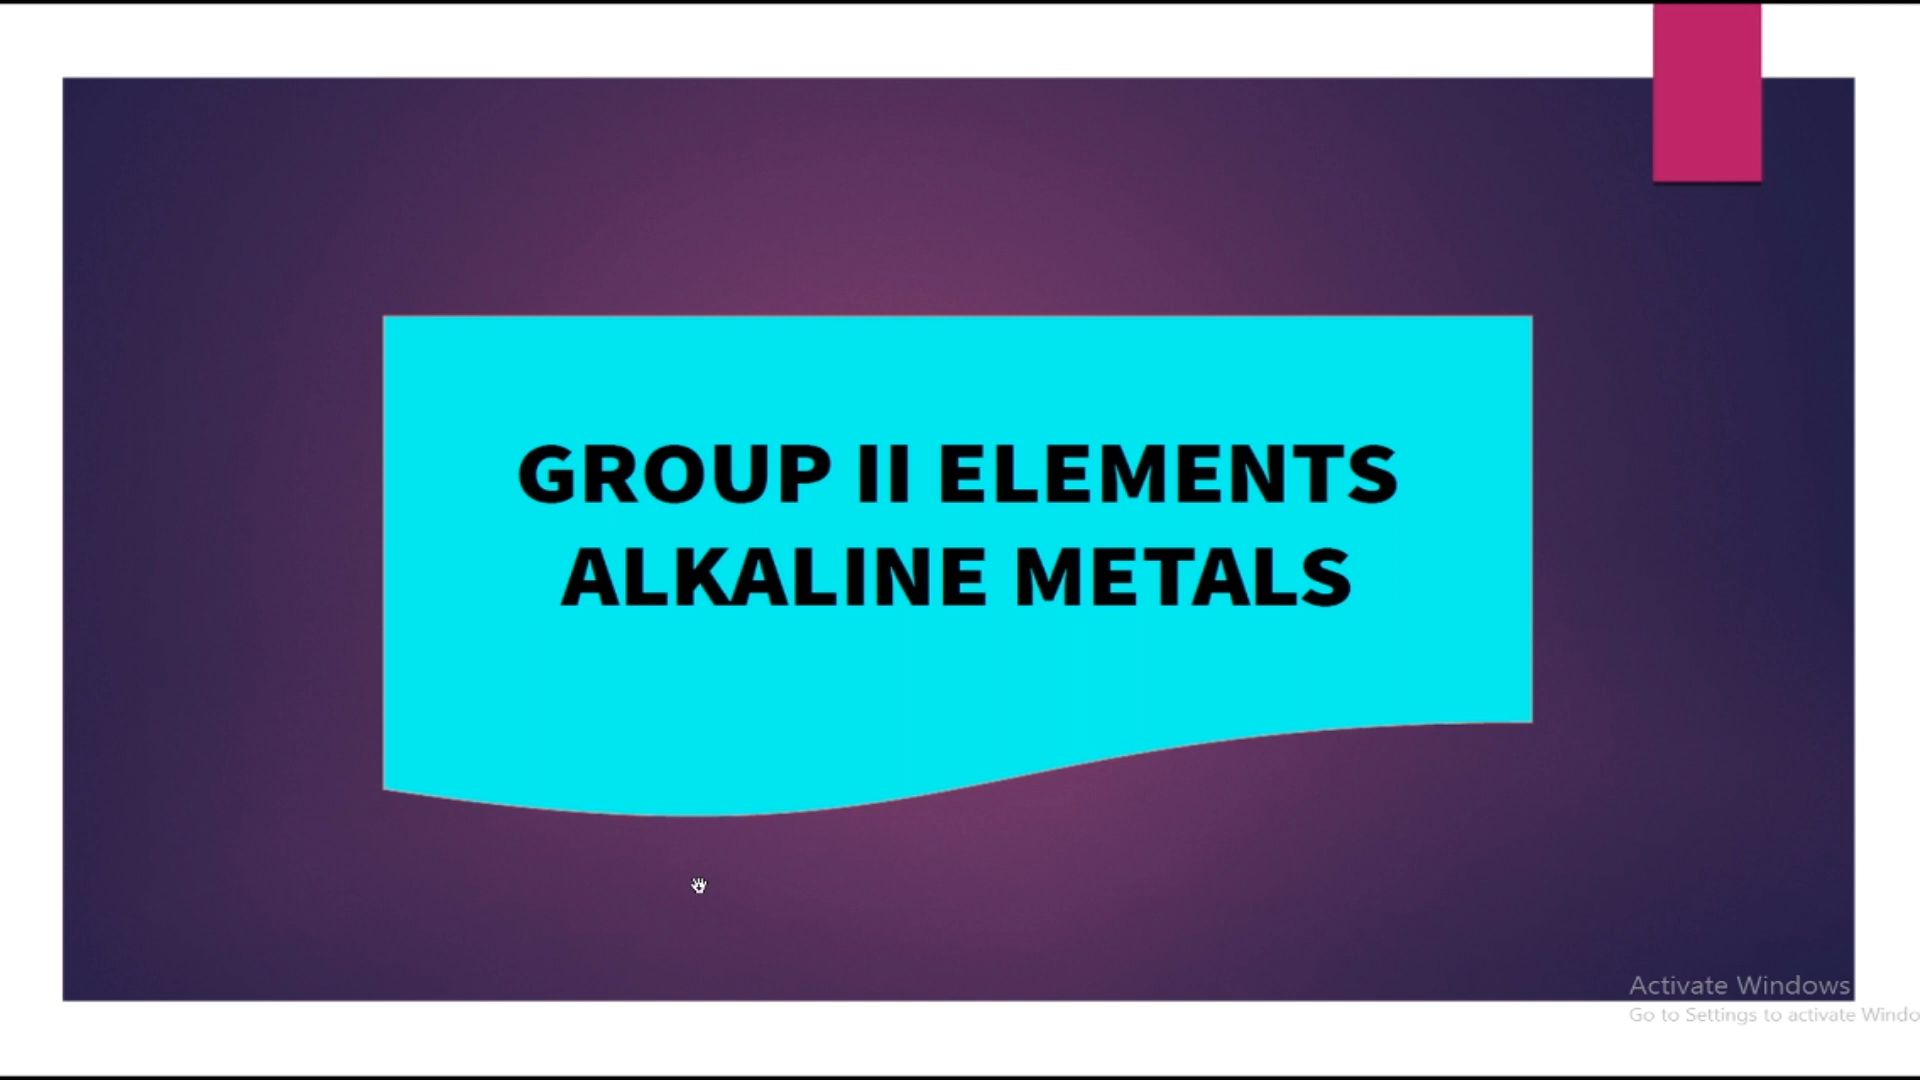 GROUP II ELEMENTS
ALKALINE METALS
Activate Windows
Go to Settings to activate Windo